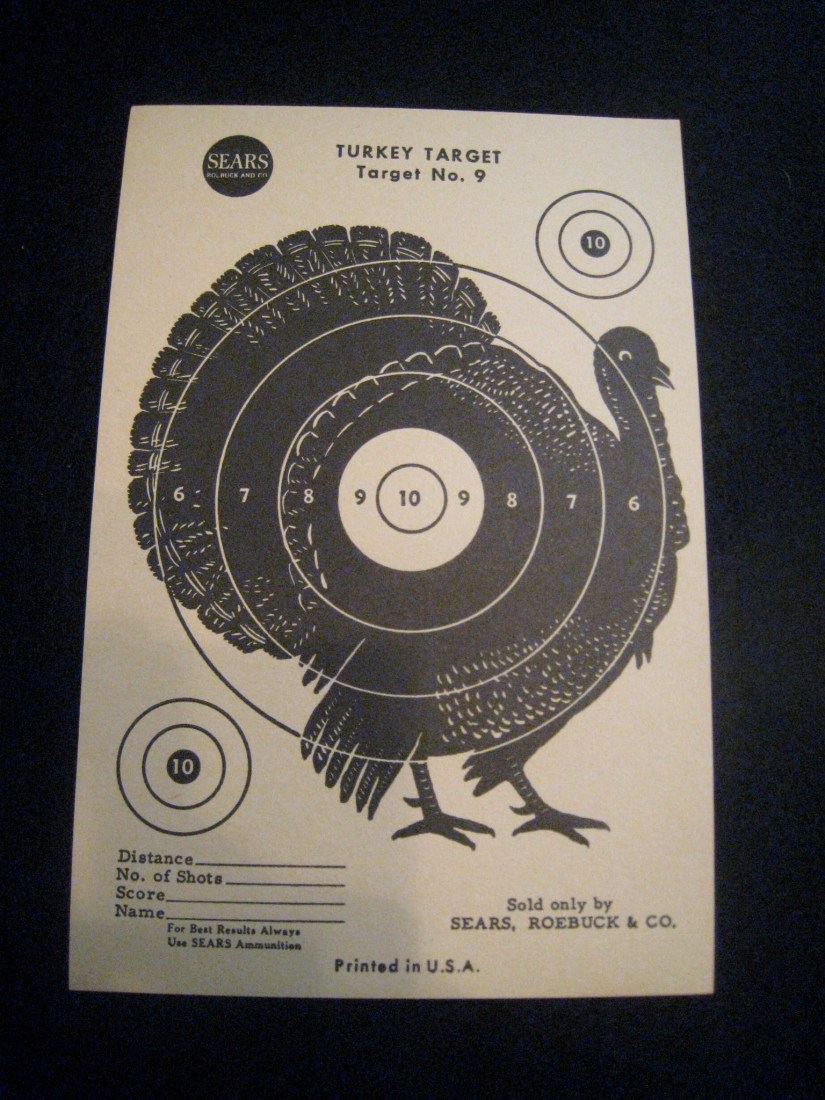 SEARS
ROEBUCK AND CO.
TURKEY TARGET
Target No. 9
10
6 7 8 9 10 9 8 7 6
10
Distance
No. of Shots
Score
Name
For Best Results Always
Use SEARS Ammunition
Sold only by
SEARS, ROEBUCK & CO.
Printed in U.S.A.